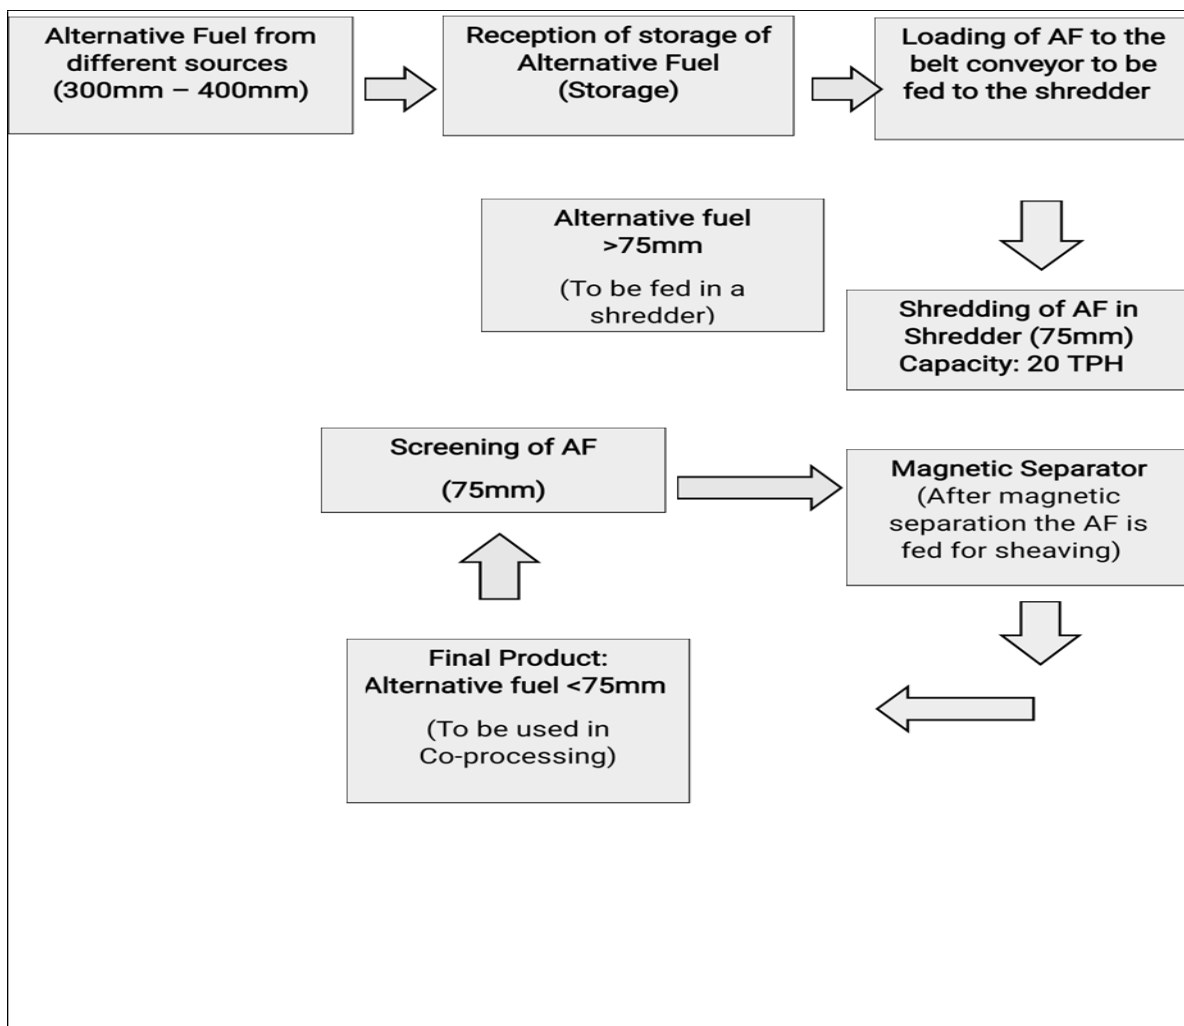 Alternative Fuel from
different sources
(300mm – 400mm)
Reception of storage of
Alternative Fuel
(Storage)
Loading of AF to the
belt conveyor to be
fed to the shredder
Alternative fuel
>75mm
(To be fed in a
shredder)
Shredding of AF in
Shredder (75mm)
Capacity: 20 TPH
Screening of AF
(75mm)
Magnetic Separator
(After magnetic
separation the AF is
fed for sheaving)
Final Product:
Alternative fuel <75mm
(To be used in
Co-processing)